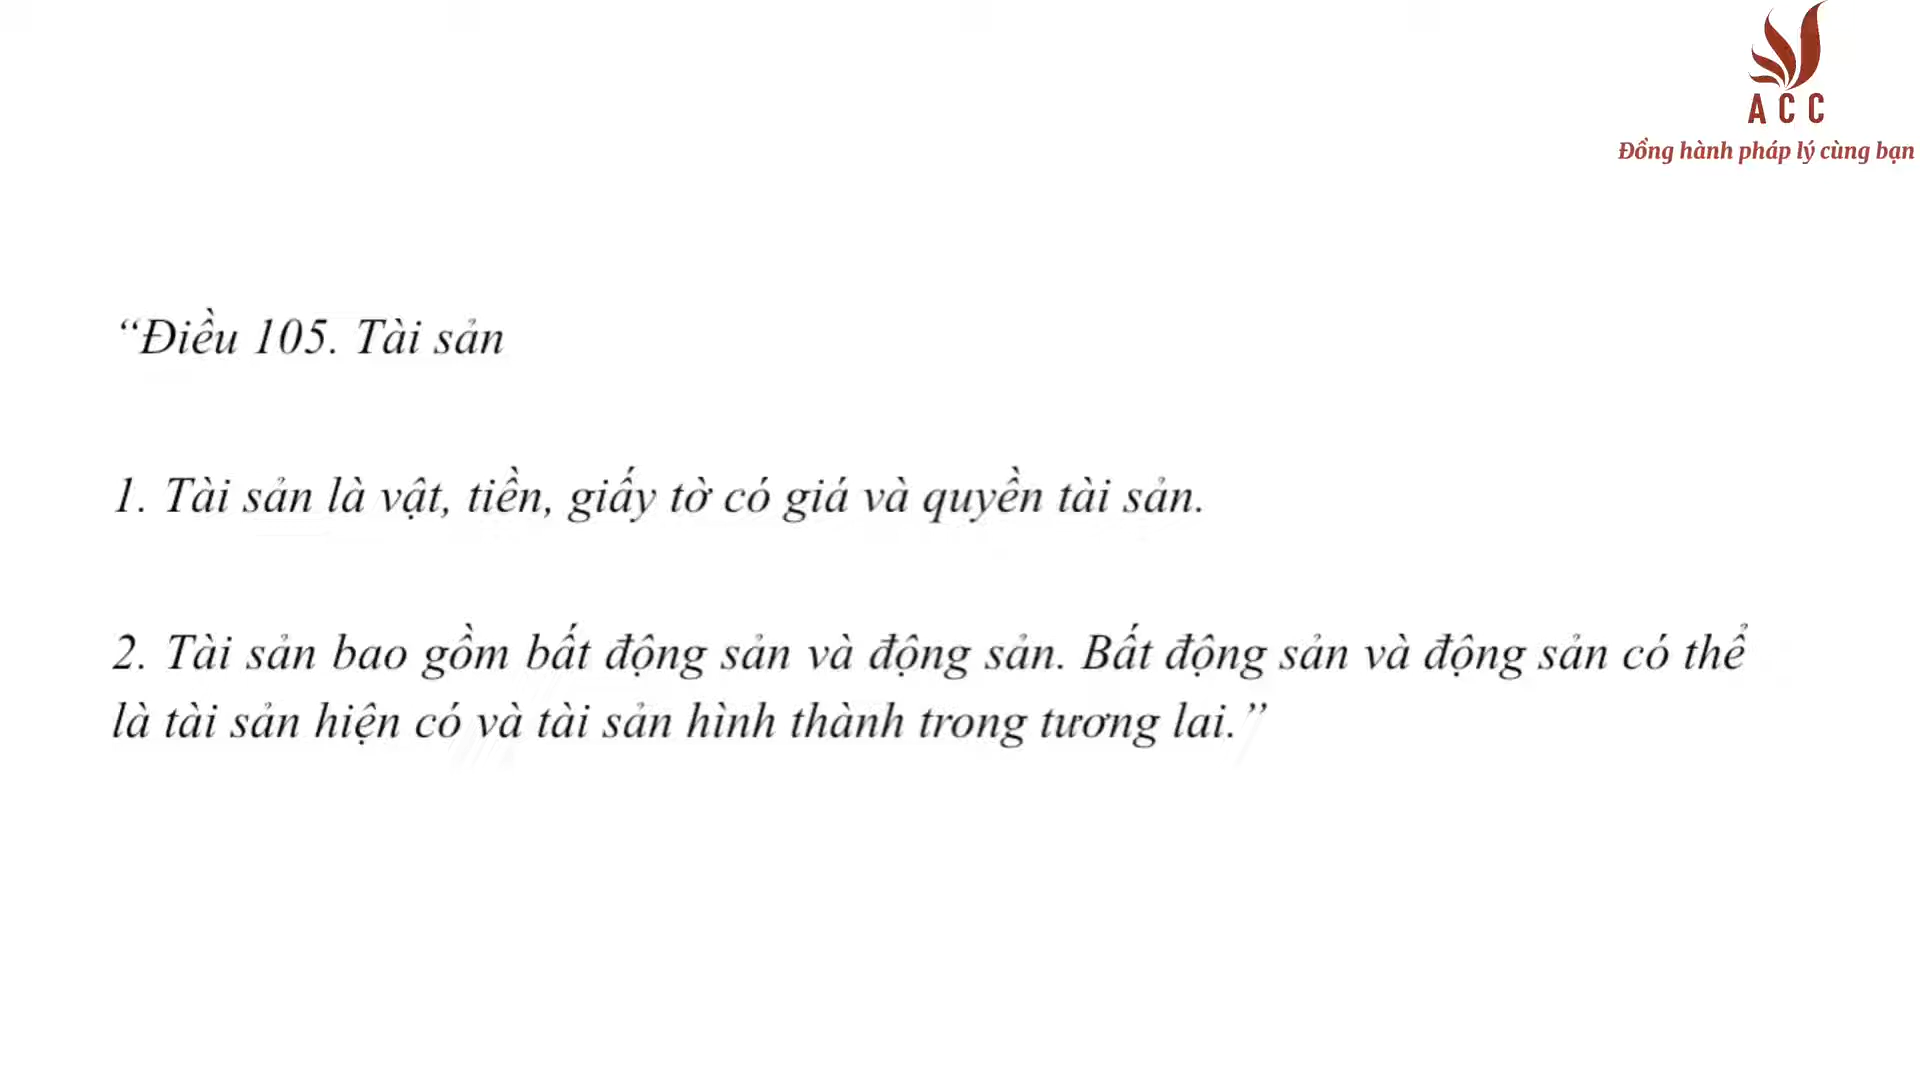 ACC
Đồng hành pháp lý cùng bạn
“Điều 105. Tài sản
1. Tài sản là vật, tiền, giấy tờ có giá và quyền tài sản.
2. Tài sản bao gồm bất động sản và động sản. Bất động sản và động sản có thể
là tài sản hiện có và tài sản hình thành trong tương lai.”